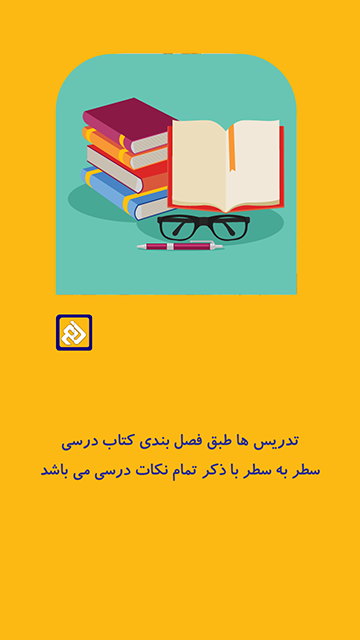 تدریس ها طبق فصل بندی کتاب درسی
سطر به سطر با ذکر تمام نکات درسی می باشد